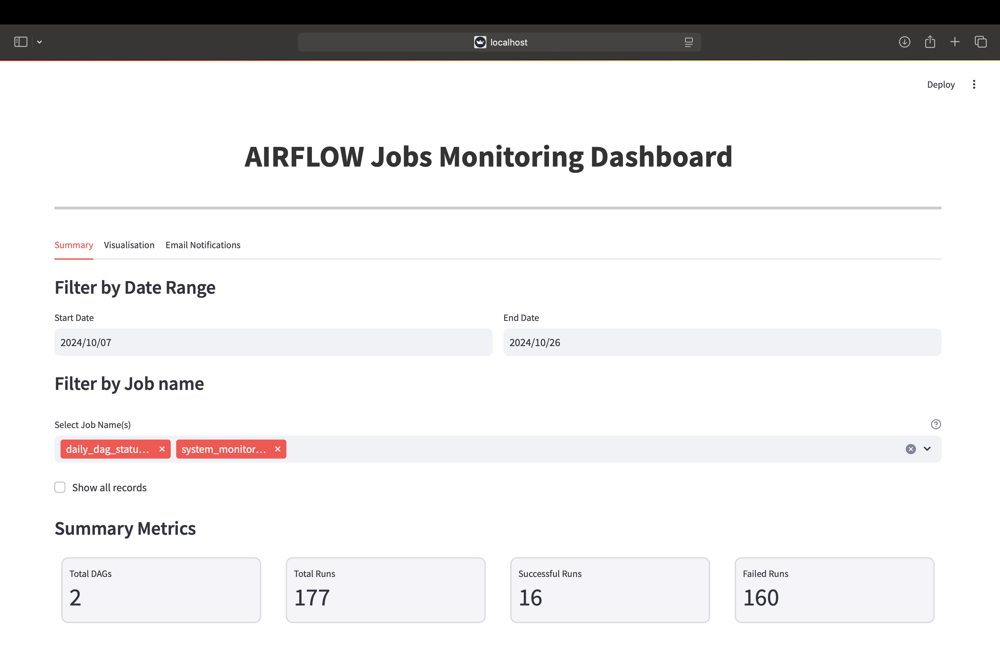 localhost
Deploy
AIRFLOW Jobs Monitoring Dashboard
Summary Visualisation Email Notifications
Filter by Date Range
Start Date End Date
2024/10/07 2024/10/26
Filter by Job name
Select Job Name(s)
daily_dag_statu... system_monitor...
Show all records
Summary Metrics
Total DAGs Total Runs Successful Runs Failed Runs
2 177 16 160